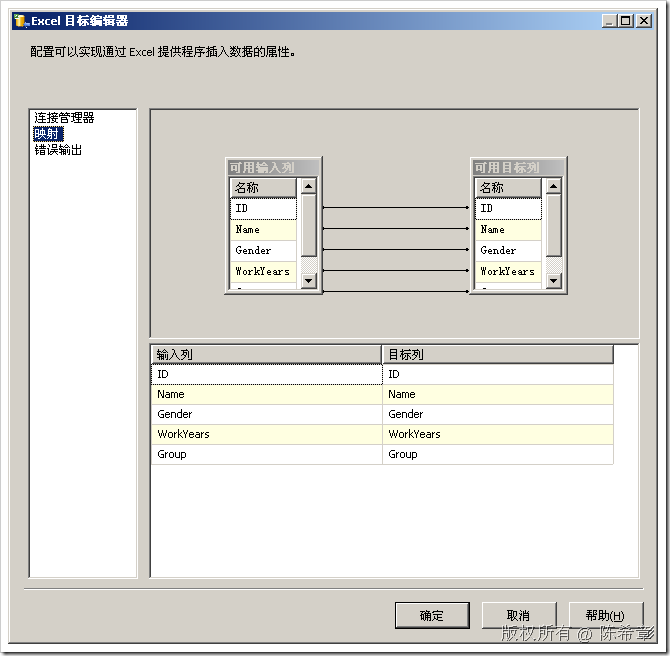 Excel 目标编辑器
配置可以实现通过 Excel 提供程序插入数据的属性。
连接管理器
映射
错误输出
可用输入列
名称
ID
Name
Gender
WorkYears
可用目标列
名称
ID
Name
Gender
WorkYears
输入列 目标列
ID ID
Name Name
Gender Gender
WorkYears WorkYears
Group Group
确定 取消 帮助(H)
版权所有 @ 陈希章